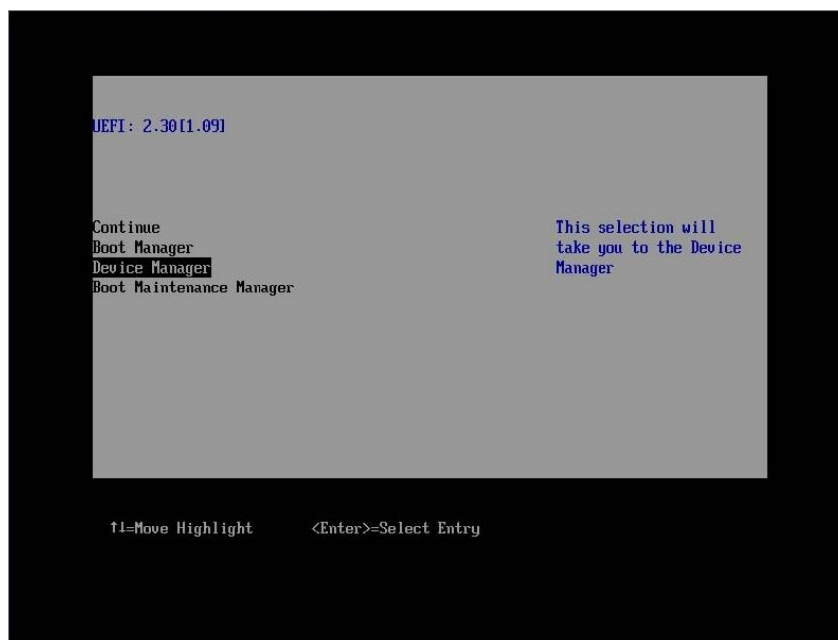 UEFI: 2.30[1.09]
Continue
Boot Manager
Device Manager
Boot Maintenance Manager
This selection will
take you to the Device
Manager
↑↓=Move Highlight <Enter>=Select Entry